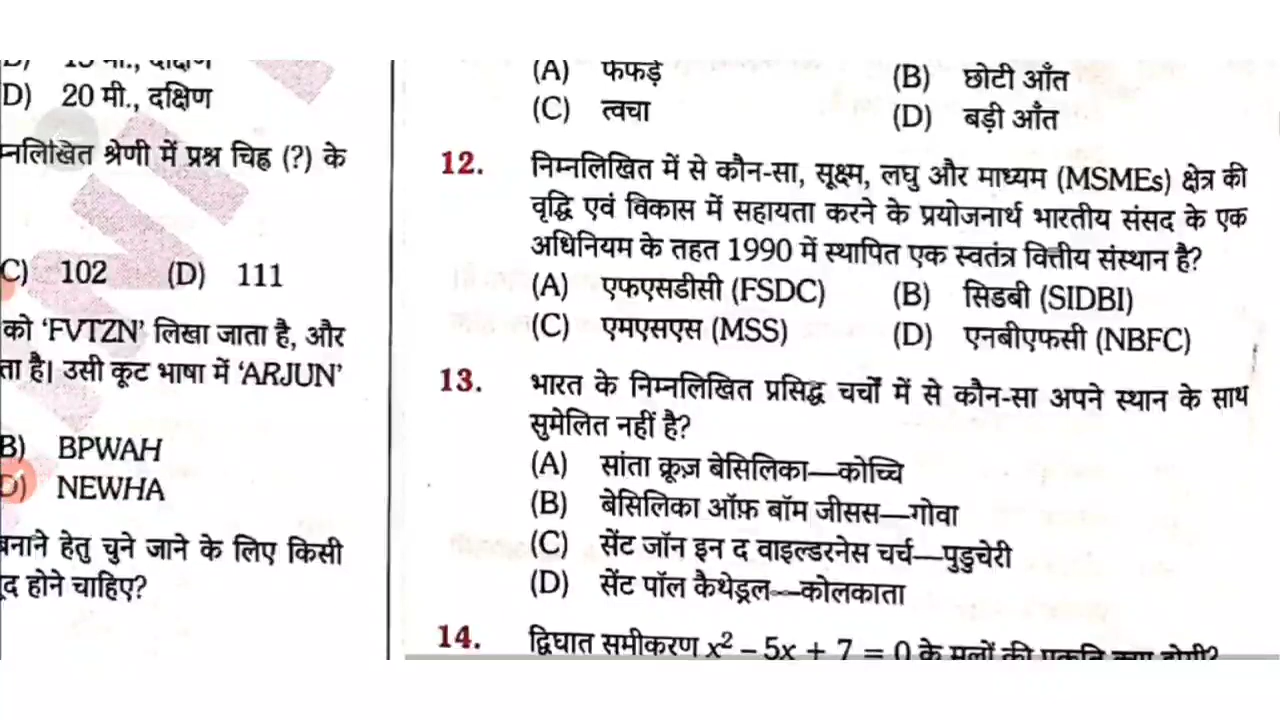 D) 20 मी., दक्षिण
श्रेणी में प्रश्न चिह्न (?) के
C) 102 (D) 111
को ‘FVTZN’ लिखा जाता है, और
ता है। उसी कूट भाषा में ‘ARJUN’
B) BPWAH
D) NEWHA
बनाने हेतु चुने जाने के लिए किसी
होने चाहिए?
(A) फेफड़े (B) छोटी आँत
(C) त्वचा (D) बड़ी आँत
12. निम्नलिखित में से कौन-सा, सूक्ष्म, लघु और माध्यम (MSMEs) क्षेत्र की
वृद्धि एवं विकास में सहायता करने के प्रयोजनार्थ भारतीय संसद के एक
अधिनियम के तहत 1990 में स्थापित एक स्वतंत्र वित्तीय संस्थान है?
(A) एफएसडीसी (FSDC) (B) सिडबी (SIDBI)
(C) एमएसएस (MSS) (D) एनबीएफसी (NBFC)
13. भारत के निम्नलिखित प्रसिद्ध चर्चों में से कौन-सा अपने स्थान के साथ
सुमेलित नहीं है?
(A) सांता क्रूज़ बेसिलिका—कोच्चि
(B) बेसिलिका ऑफ़ बॉम जीसस—गोवा
(C) सेंट जॉन इन द वाइल्डरनेस चर्च—पुडुचेरी
(D) सेंट पॉल कैथेड्रल—कोलकाता
14. द्विघात समीकरण x² – 5x + 7 = 0 के मूलों की प्रकृति क्या होगी?